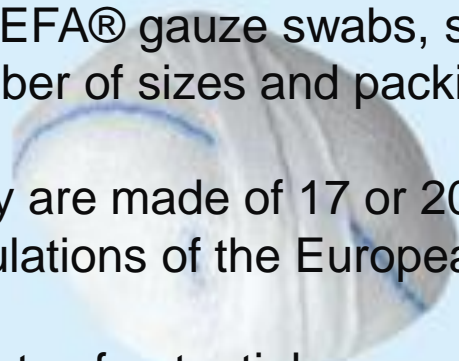 EFA® gauze swabs, s
ber of sizes and packi
y are made of 17 or 20
ulations of the Europea